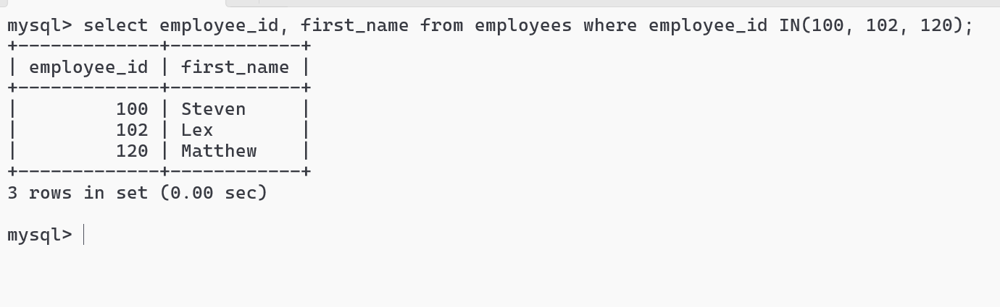 mysql> select employee_id, first_name from employees where employee_id IN(100, 102, 120);
+-------------+------------+
| employee_id | first_name |
+-------------+------------+
|         100 | Steven     |
|         102 | Lex        |
|         120 | Matthew    |
+-------------+------------+
3 rows in set (0.00 sec)
mysql>